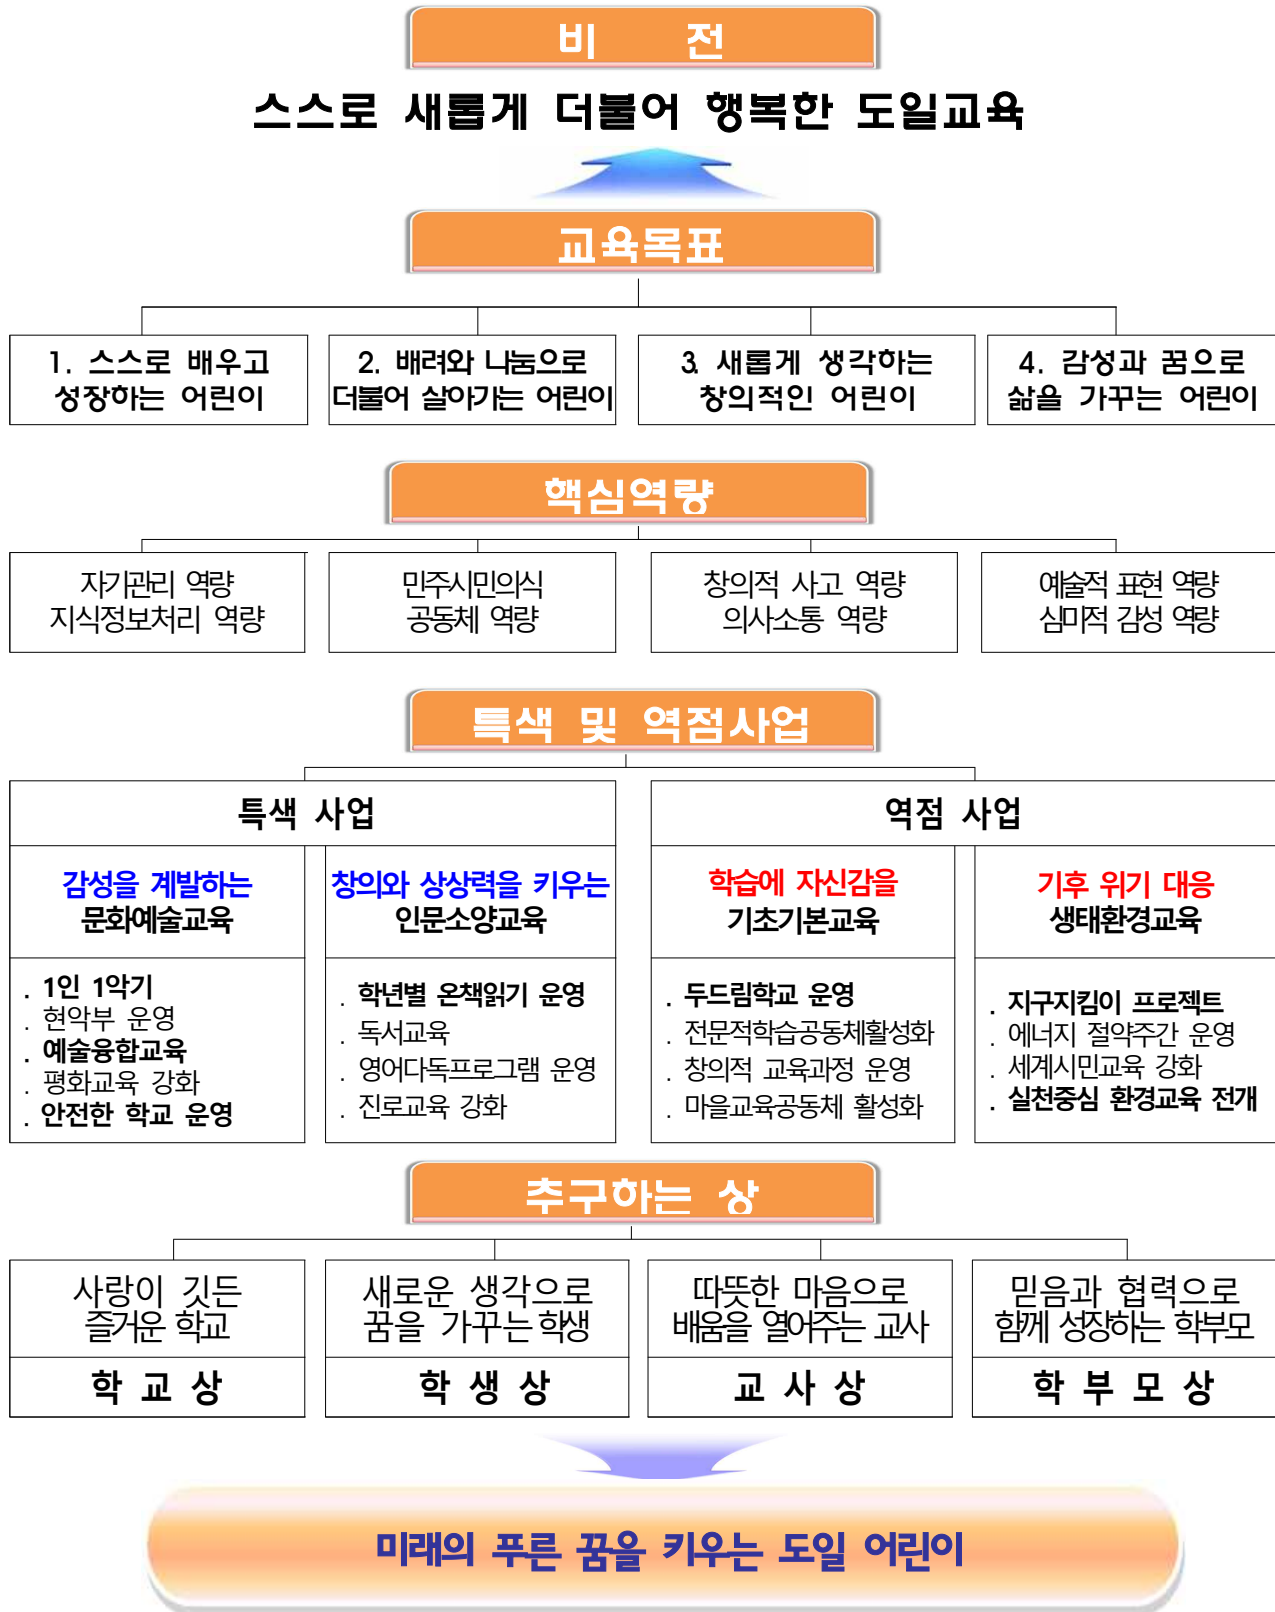 비 전
스스로 새롭게 더불어 행복한 도일교육
교육목표
1. 스스로 배우고
성장하는 어린이
2. 배려와 나눔으로
더불어 살아가는 어린이
3. 새롭게 생각하는
창의적인 어린이
4. 감성과 꿈으로
삶을 가꾸는 어린이
핵심역량
자기관리 역량
지식정보처리 역량
민주시민의식
공동체 역량
창의적 사고 역량
의사소통 역량
예술적 표현 역량
심미적 감성 역량
특색 및 역점사업
특색 사업
역점 사업
감성을 계발하는
문화예술교육
창의와 상상력을 키우는
인문소양교육
학습에 자신감을
기초기본교육
기후 위기 대응
생태환경교육
. 1인 1악기
. 현악부 운영
. 예술융합교육
. 평화교육 강화
. 안전한 학교 운영
. 학년별 온책읽기 운영
. 독서교육
. 영어다독프로그램 운영
. 진로교육 강화
. 두드림학교 운영
. 전문적학습공동체활성화
. 창의적 교육과정 운영
. 마을교육공동체 활성화
. 지구지킴이 프로젝트
. 에너지 절약주간 운영
. 세계시민교육 강화
. 실천중심 환경교육 전개
추구하는 상
사랑이 깃든
즐거운 학교
학 교 상
새로운 생각으로
꿈을 가꾸는 학생
학 생 상
따뜻한 마음으로
배움을 열어주는 교사
교 사 상
믿음과 협력으로
함께 성장하는 학부모
학 부 모 상
미래의 푸른 꿈을 키우는 도일 어린이